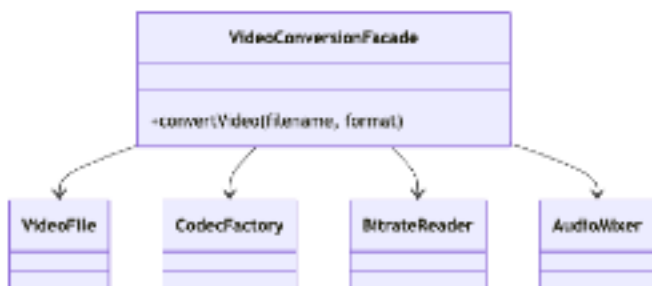 VideoConversionFacade
+convertVideo(filename, format)
VideoFile
CodecFactory
BitrateReader
AudioMixer